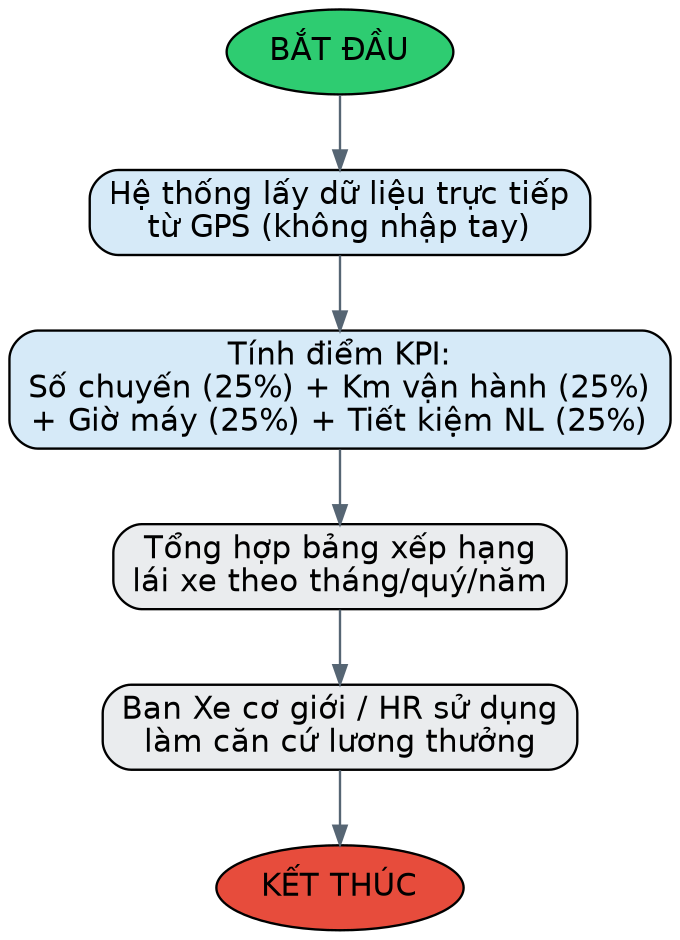 BẮT ĐẦU
Hệ thống lấy dữ liệu trực tiếp
từ GPS (không nhập tay)
Tính điểm KPI:
Số chuyến (25%) + Km vận hành (25%)
+ Giờ máy (25%) + Tiết kiệm NL (25%)
Tổng hợp bảng xếp hạng
lái xe theo tháng/quý/năm
Ban Xe cơ giới / HR sử dụng
làm căn cứ lương thưởng
KẾT THÚC